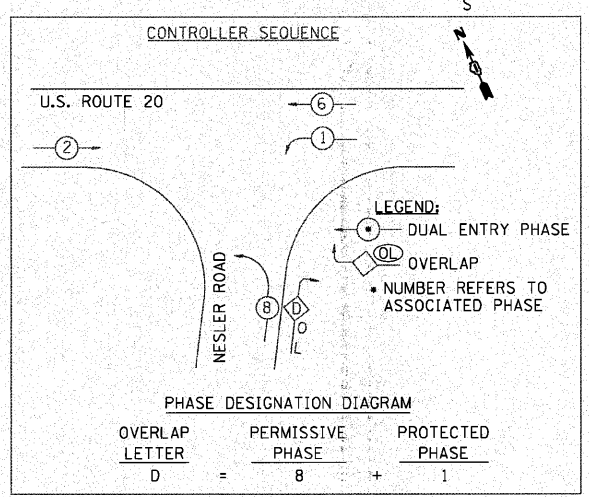 S
CONTROLLER SEQUENCE
N
U.S. ROUTE 20
6
2
1
LEGEND:
* DUAL ENTRY PHASE
OL OVERLAP
* NUMBER REFERS TO
ASSOCIATED PHASE
NESLER ROAD
8
D
OL
PHASE DESIGNATION DIAGRAM
OVERLAP PERMISSIVE PROTECTED
LETTER PHASE PHASE
D = 8 + 1